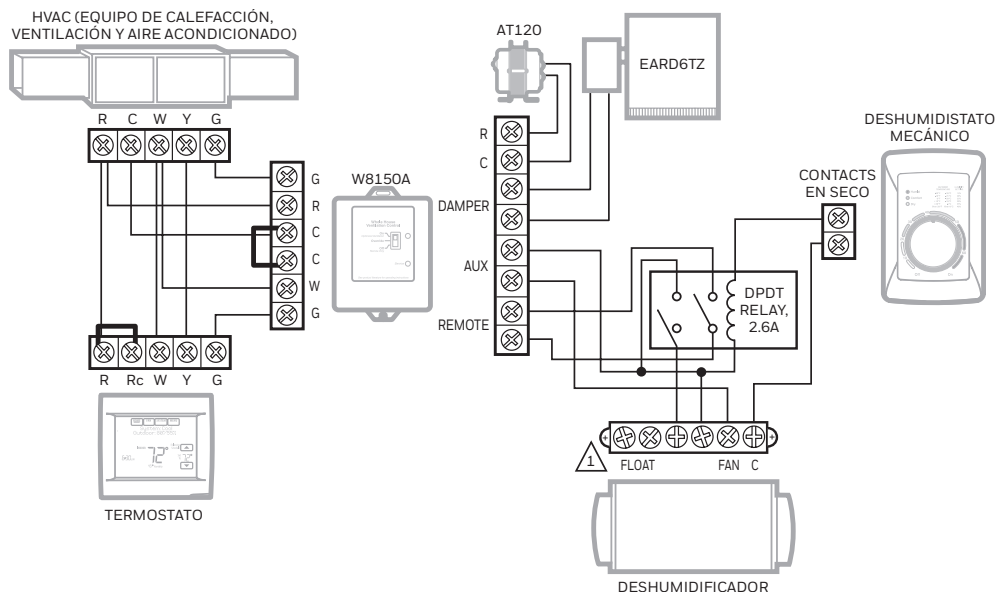 HVAC (EQUIPO DE CALEFACCIÓN,
VENTILACIÓN Y AIRE ACONDICIONADO)
R C W Y G
G
R
C
C
W
G
W8150A
R Rc W Y G
72°
TERMOSTATO
AT120
EARD6TZ
R
C
DAMPER
AUX
REMOTE
DPDT
RELAY,
2.6A
CONTACTS
EN SECO
DESHUMIDISTATO
MECÁNICO
1
FLOAT FAN C
DESHUMIDIFICADOR